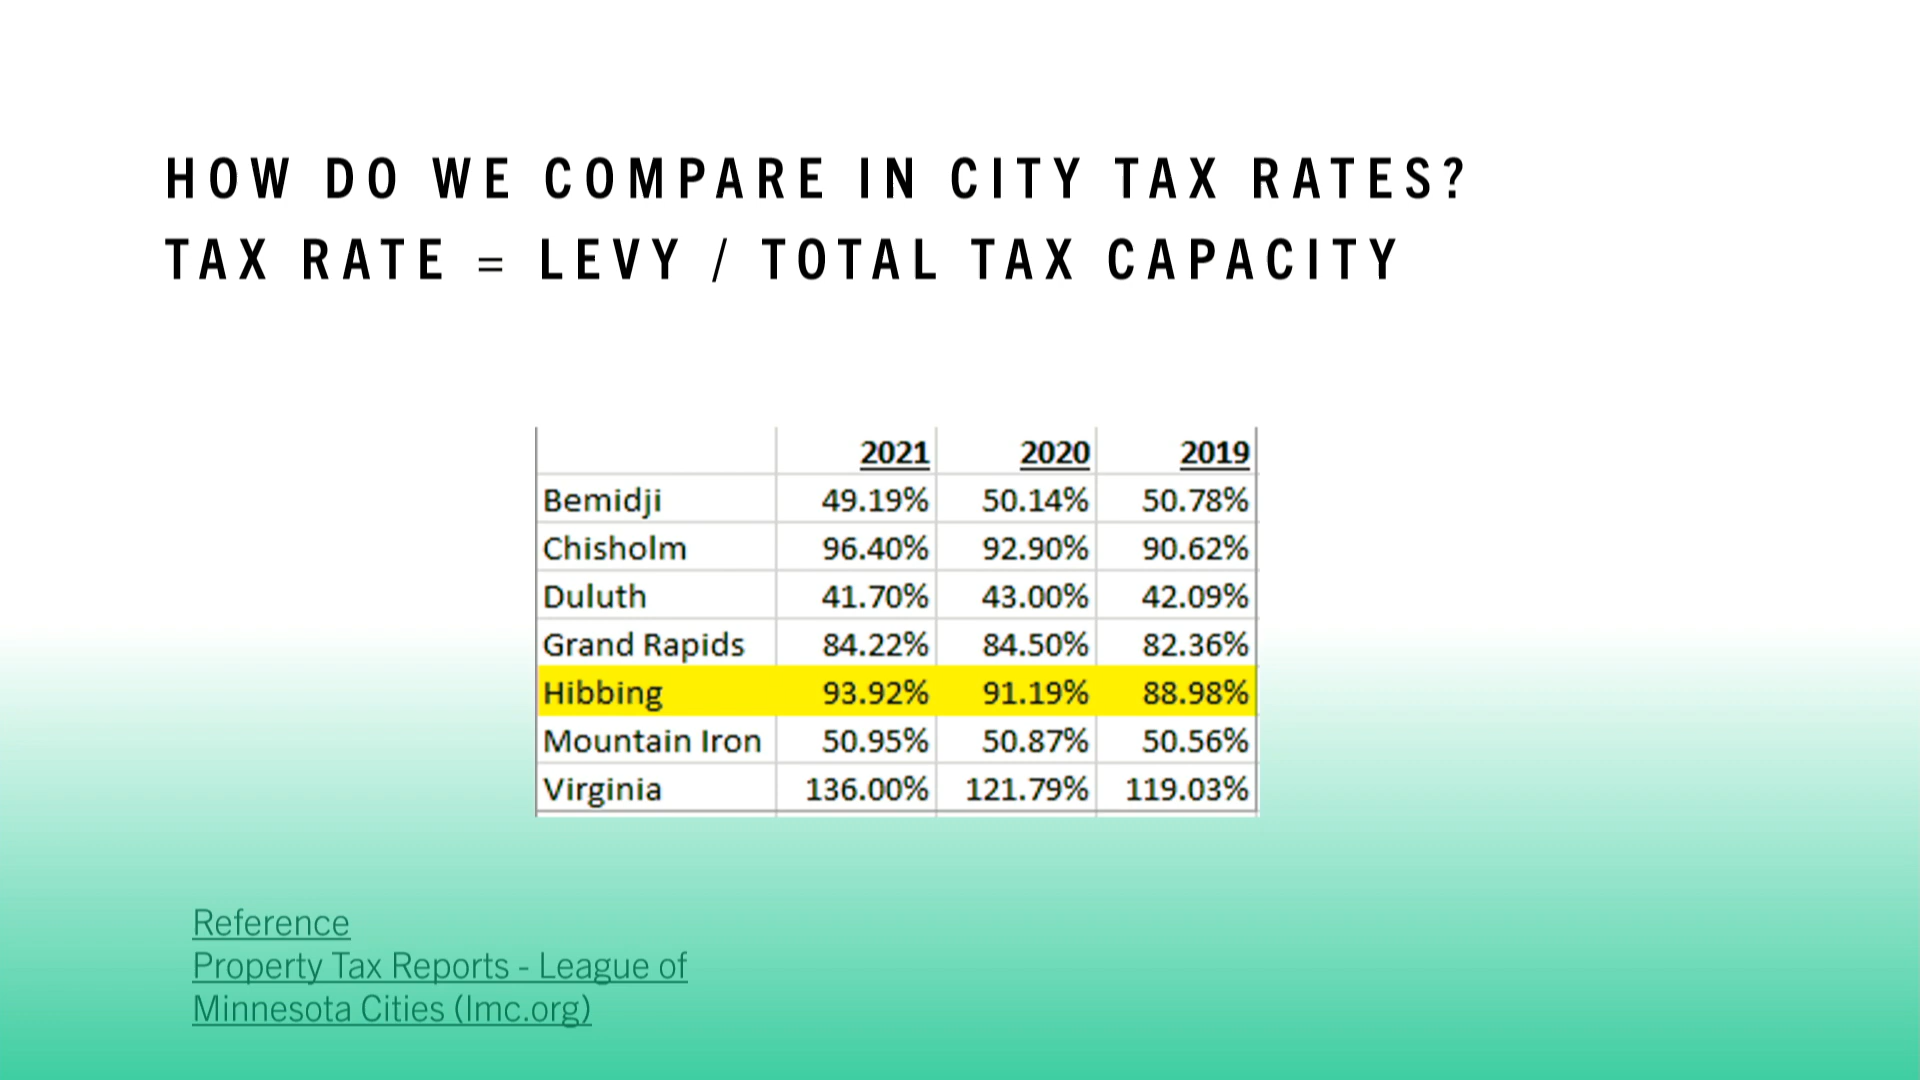 HOW DO WE COMPARE IN CITY TAX RATES?
TAX RATE = LEVY / TOTAL TAX CAPACITY
2021 2020 2019
Bemidji 49.19% 50.14% 50.78%
Chisholm 96.40% 92.90% 90.62%
Duluth 41.70% 43.00% 42.09%
Grand Rapids 84.22% 84.50% 82.36%
Hibbing 93.92% 91.19% 88.98%
Mountain Iron 50.95% 50.87% 50.56%
Virginia 136.00% 121.79% 119.03%
Reference
Property Tax Reports - League of
Minnesota Cities (lmc.org)